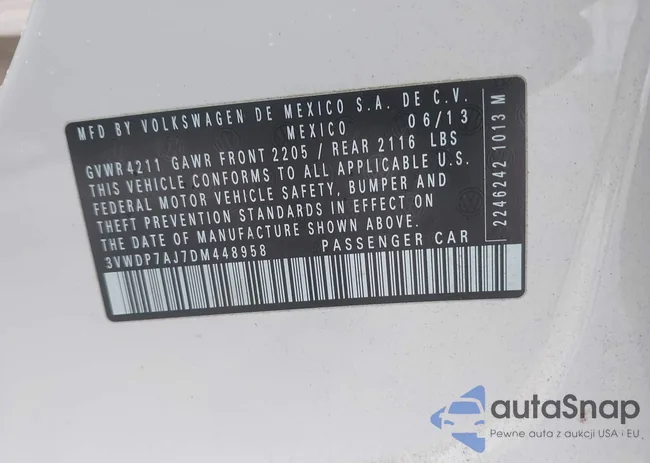 MFD BY VOLKSWAGEN DE MEXICO S.A. DE C.V.
MEXICO 06/13
GVWR 4211 GAWR FRONT 2205 / REAR 2116 LBS
THIS VEHICLE CONFORMS TO ALL APPLICABLE U.S.
FEDERAL MOTOR VEHICLE SAFETY, BUMPER AND
THEFT PREVENTION STANDARDS IN EFFECT ON
THE DATE OF MANUFACTURE SHOWN ABOVE.
3VWDP7AJ7DM448958 PASSENGER CAR
2246242 1013 M
autaSnap
Pewne auta z aukcji USA i EU